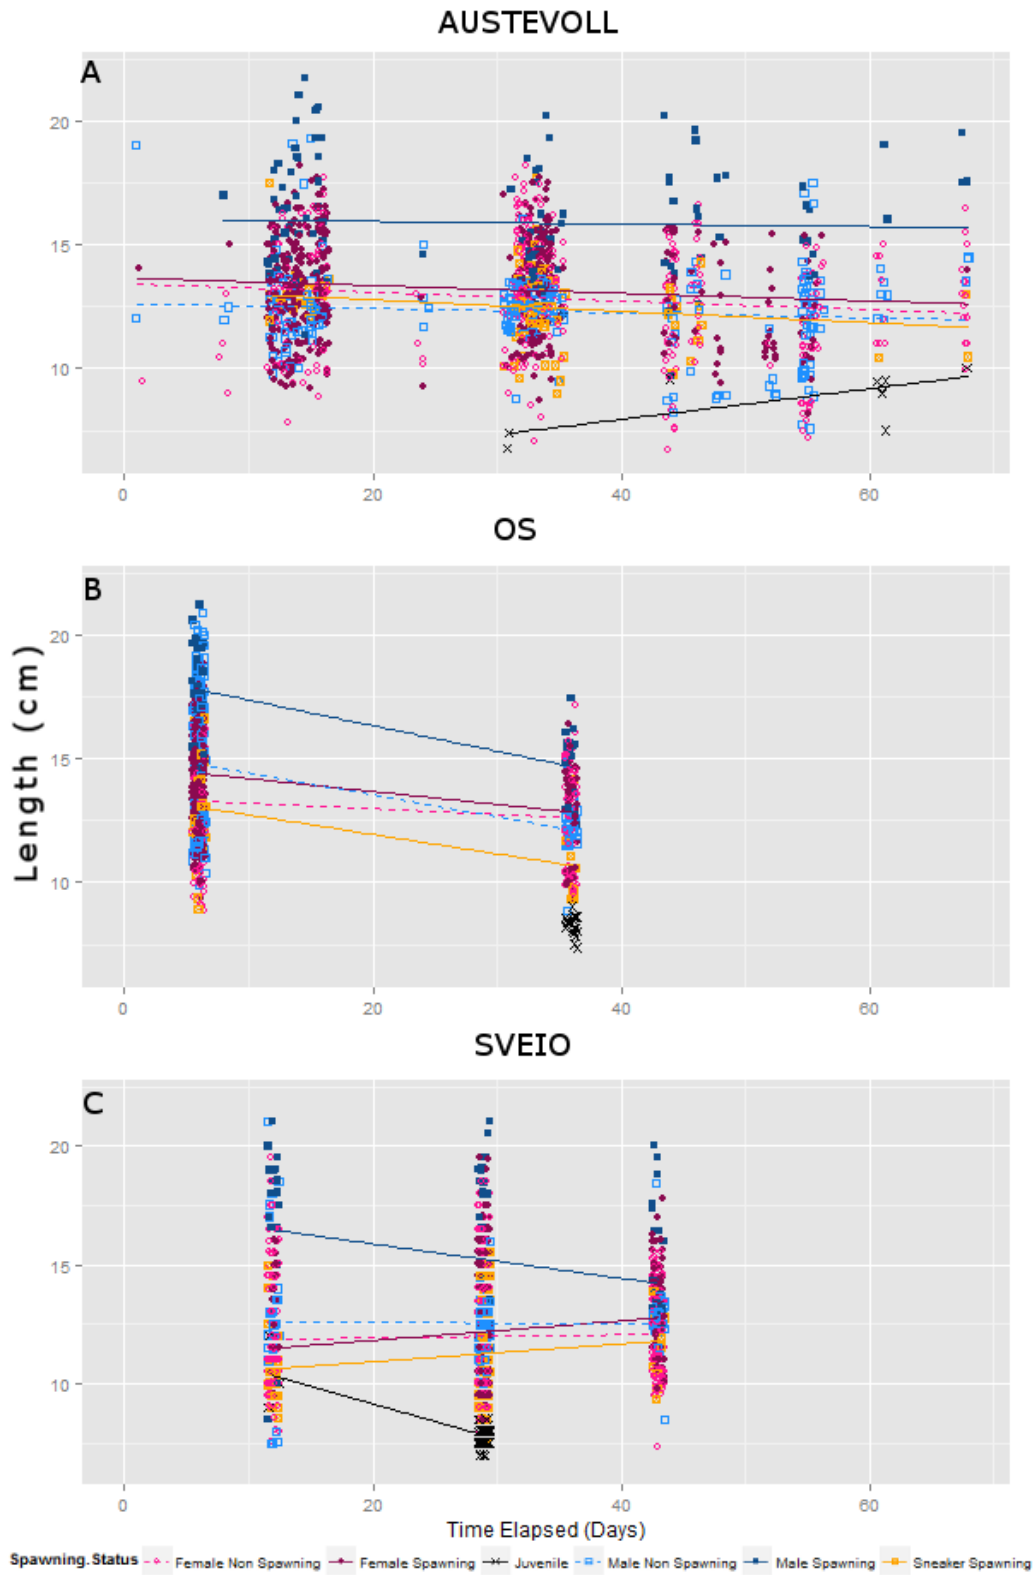 AUSTEVOLL
A
20
15
10
0 20 40 60
OS
B
20
15
10
0 20 40 60
Length (cm)
SVEIO
C
20
15
10
0 20 40 60
Time Elapsed (Days)
Spawning.Status Female Non Spawning Female Spawning Juvenile Male Non Spawning Male Spawning Sneaker Spawning